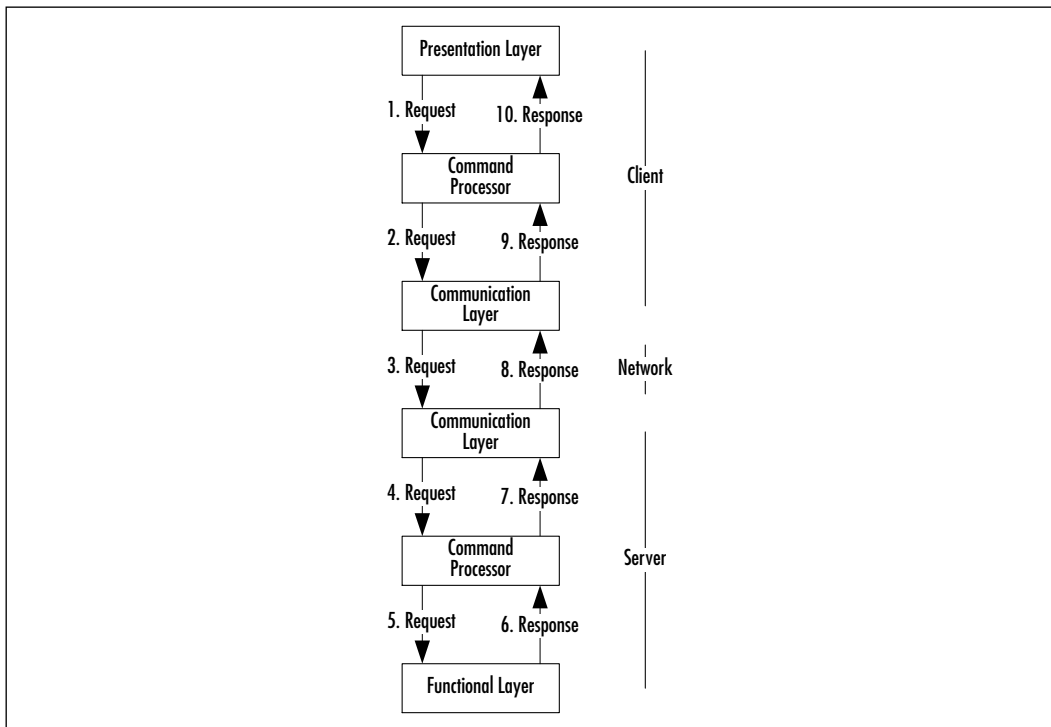 Presentation Layer
1. Request
10. Response
Command
Processor
Client
2. Request
9. Response
Communication
Layer
3. Request
8. Response
Network
Communication
Layer
4. Request
7. Response
Command
Processor
Server
5. Request
6. Response
Functional Layer